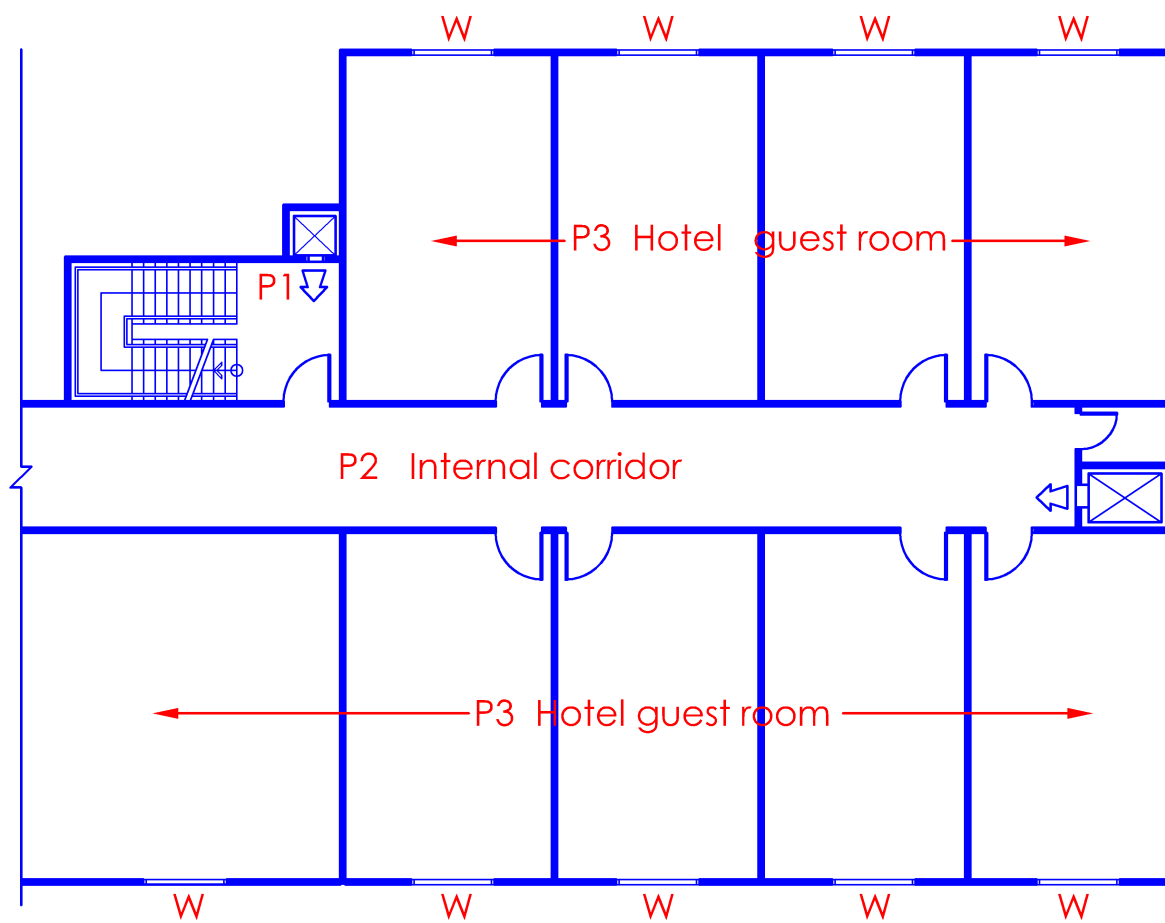 W W W W
P3 Hotel guest room
P1
P2 Internal corridor
P3 Hotel guest room
W W W W W